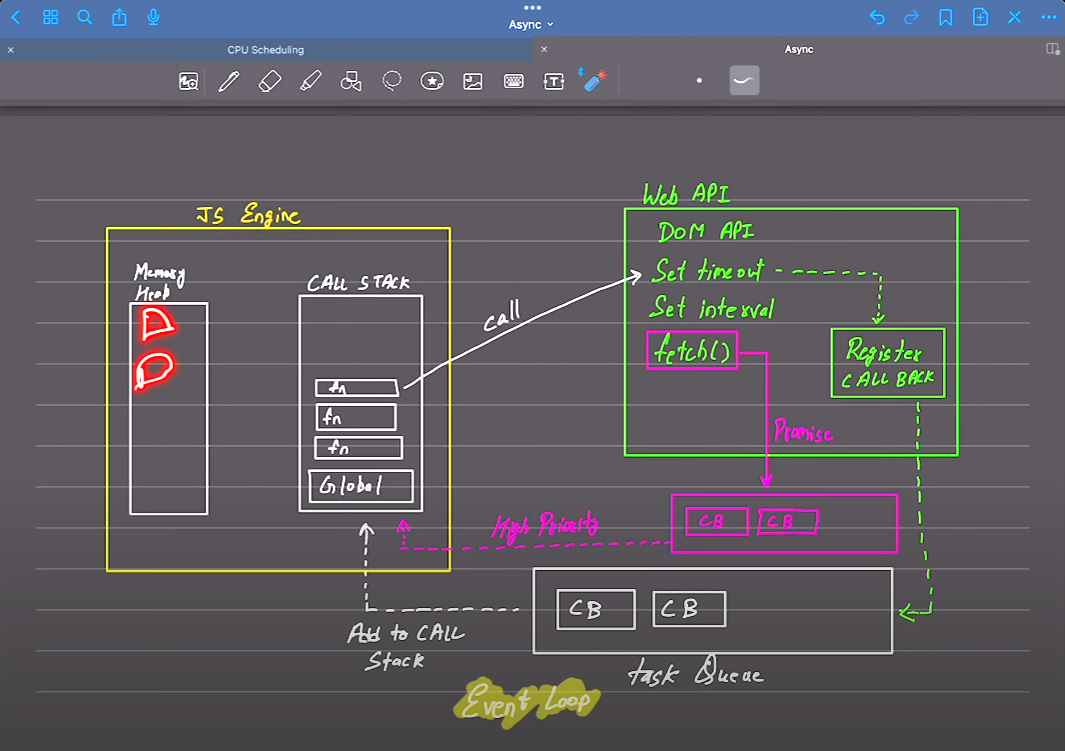 Async
CPU Scheduling
Async
Web API
JS Engine
DOM API
Memory
Heab
CALL STACK
Set timeout
call
Set interval
fetch()
Register
CALL BACK
fn
fn
fn
Promise
Global
High Priority
CB
CB
CB
CB
Add to CALL
Stack
task Queue
Event Loop